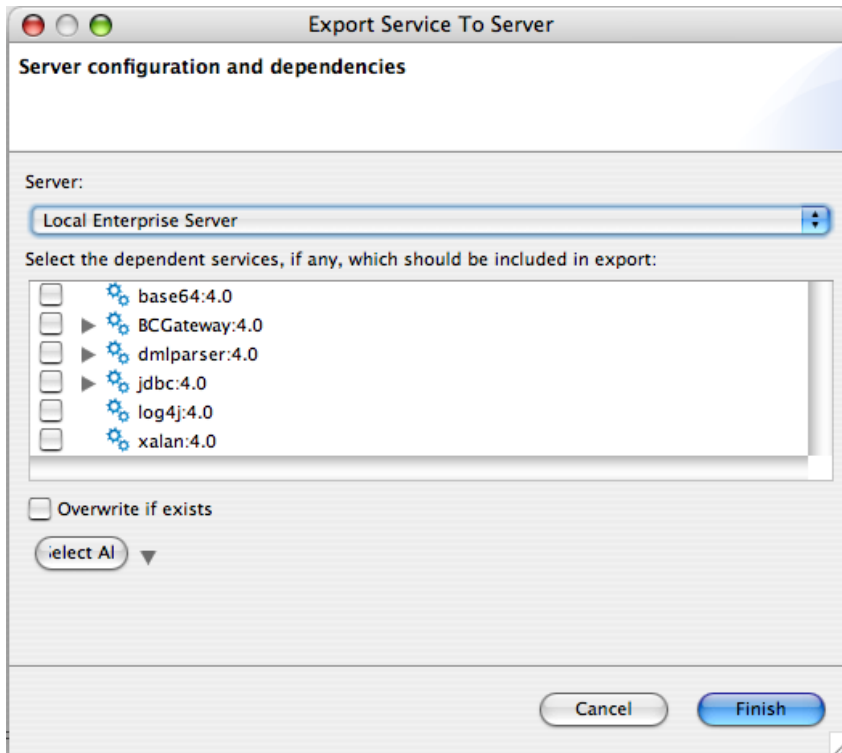 Export Service To Server
Server configuration and dependencies
Server:
Local Enterprise Server
Select the dependent services, if any, which should be included in export:
base64:4.0
BCGateway:4.0
dmlparser:4.0
jdbc:4.0
log4j:4.0
xalan:4.0
Overwrite if exists
elect Al
Cancel
Finish